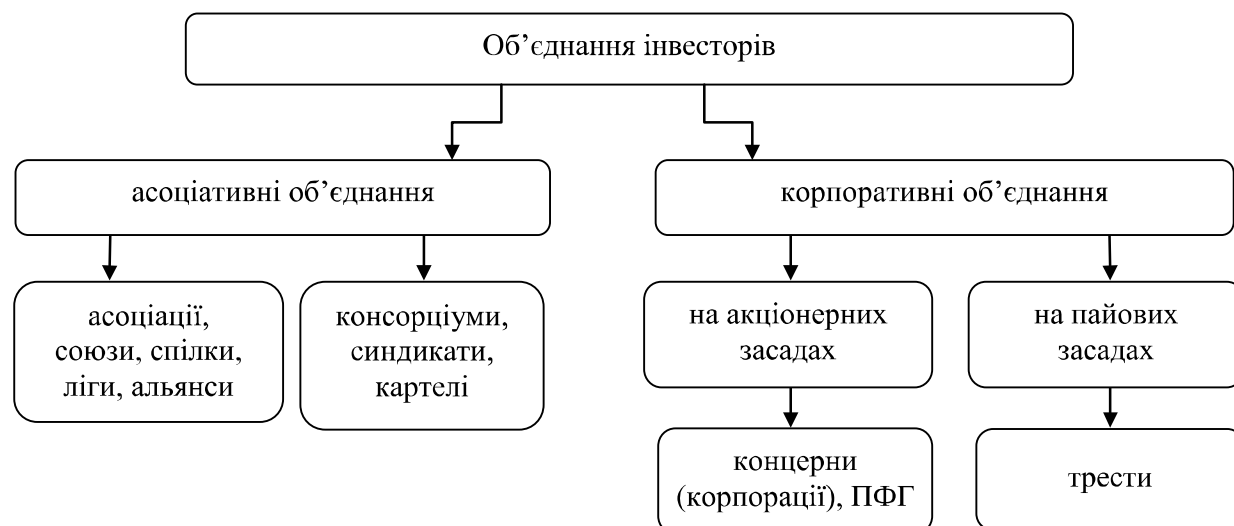 Об’єднання інвесторів
асоціативні об’єднання
корпоративні об’єднання
асоціації,
союзи, спілки,
ліги, альянси
консорціуми,
синдикати,
картелі
на акціонерних
засадах
на пайових
засадах
концерни
(корпорації), ПФГ
трести